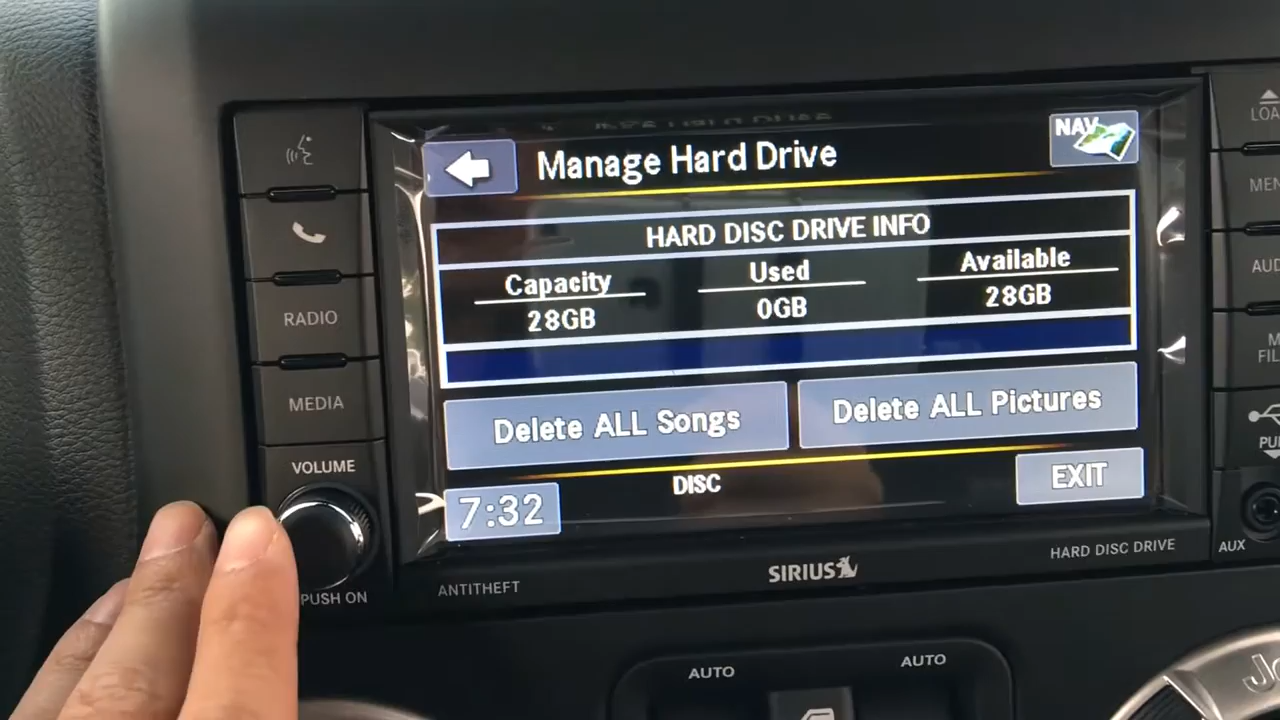 NAV
Manage Hard Drive
HARD DISC DRIVE INFO
Capacity Used Available
28GB 0GB 28GB
Delete ALL Songs Delete ALL Pictures
DISC
7:32 EXIT
RADIO
MEDIA
VOLUME
PUSH ON
ANTITHEFT
SIRIUS
HARD DISC DRIVE
AUX
AUTO AUTO